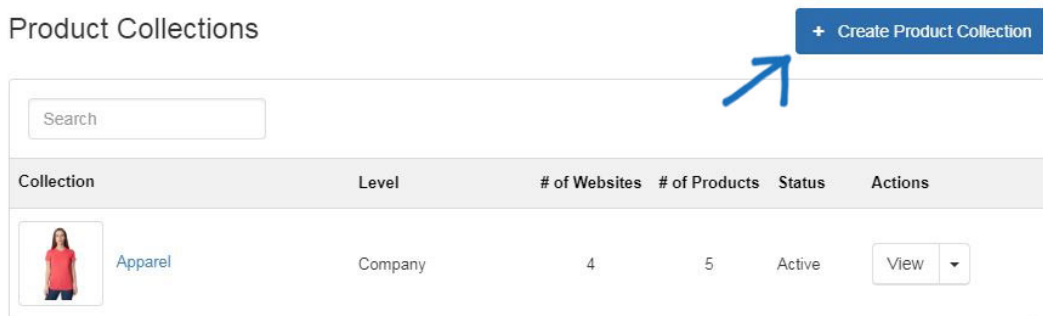 Product Collections
+ Create Product Collection
Search
Collection Level # of Websites # of Products Status Actions
Apparel Company 4 5 Active View